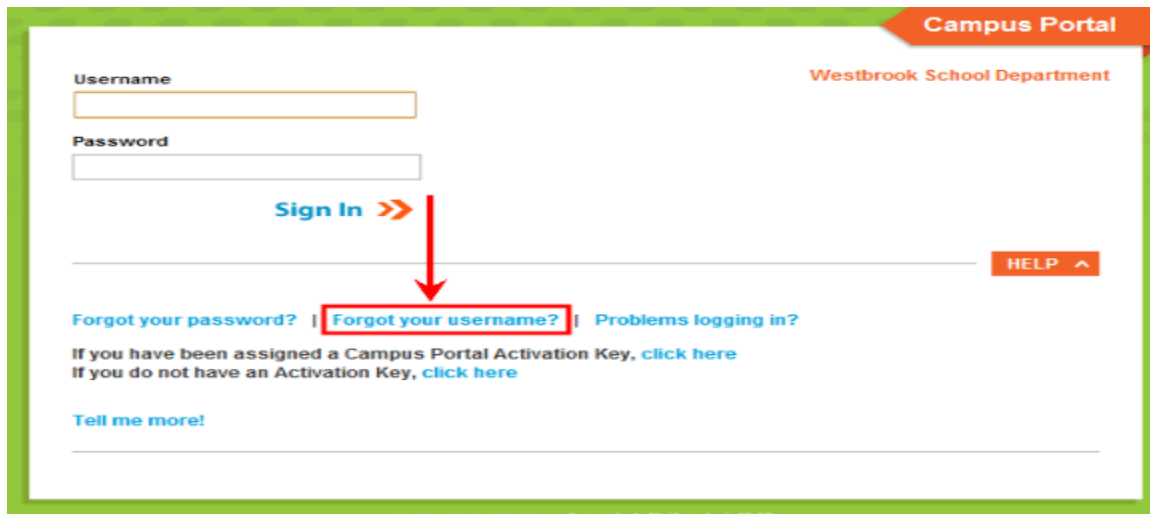 Campus Portal
Westbrook School Department
Username
Password
Sign In
HELP
Forgot your password? | Forgot your username? | Problems logging in?
If you have been assigned a Campus Portal Activation Key, click here
If you do not have an Activation Key, click here
Tell me more!